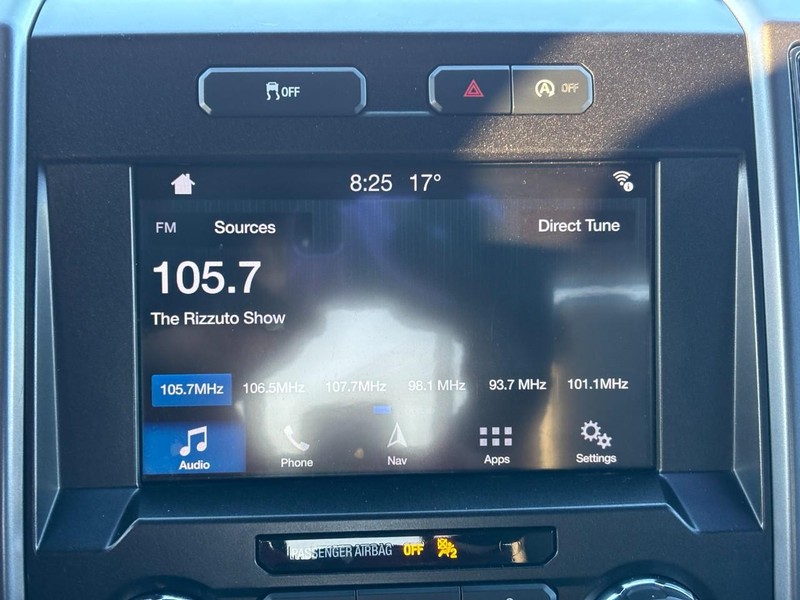 OFF
A OFF
8:25 17°
FM Sources Direct Tune
105.7
The Rizzuto Show
105.7MHz 106.5MHz 107.7MHz 98.1 MHz 93.7 MHz 101.1MHz
Audio Phone Nav Apps Settings
PASSENGER AIRBAG OFF 2